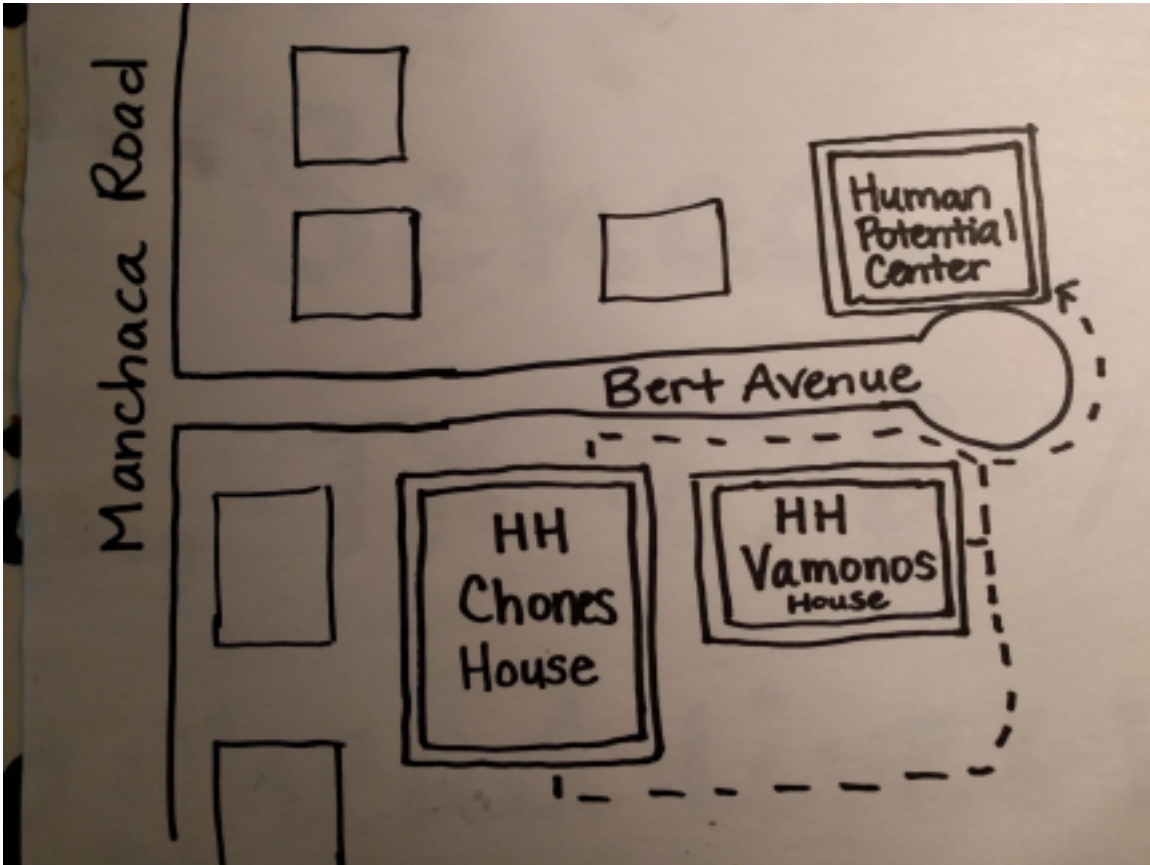 Manchaca Road
Human
Potential
Center
Bert Avenue
HH
Chones
House
HH
Vamonos
House